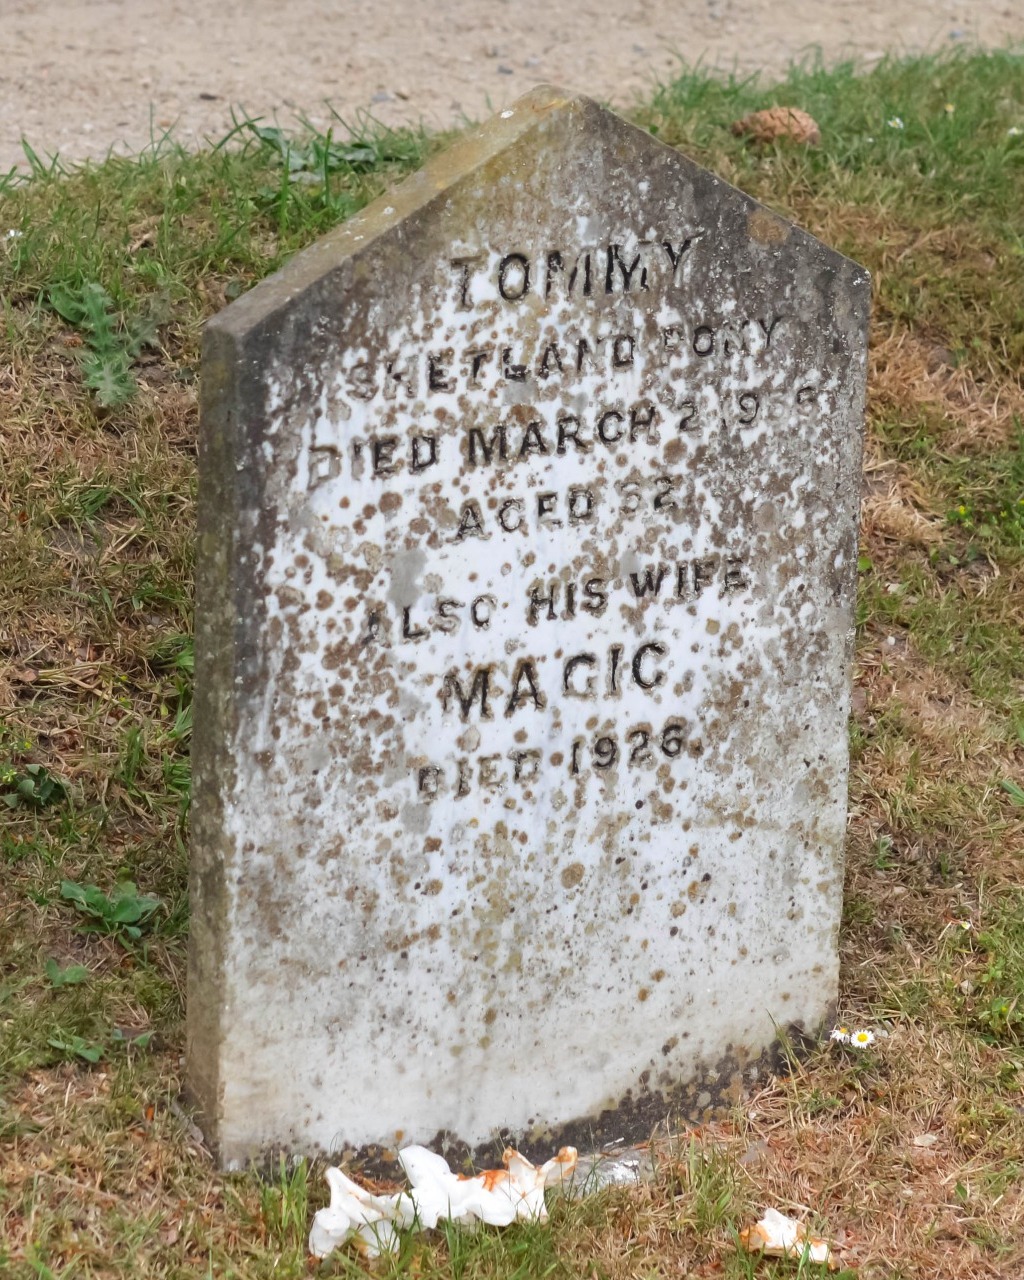 TOMMY
SHETLAND PONY
DIED MARCH 2
AGED 32
ALSO HIS WIFE
MAGIC
DIED 1926.